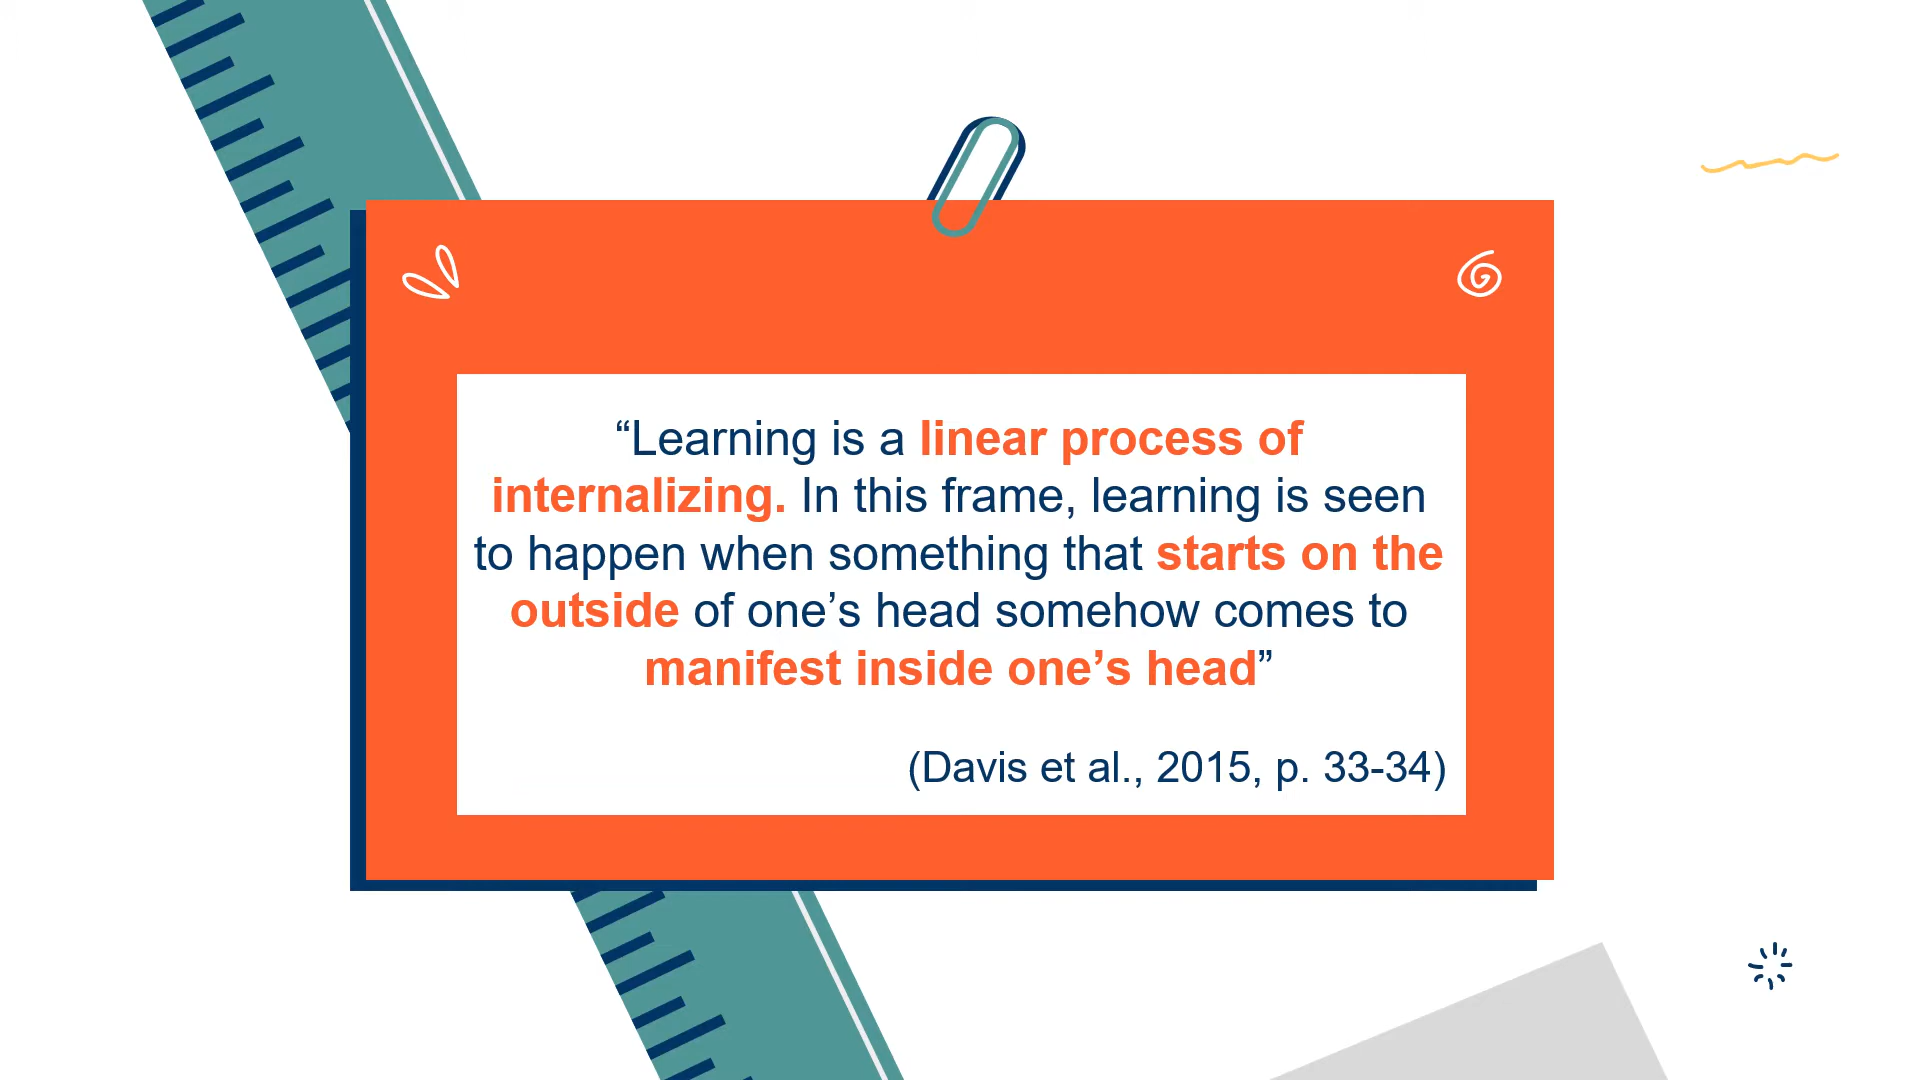 “Learning is a linear process of
internalizing. In this frame, learning is seen
to happen when something that starts on the
outside of one’s head somehow comes to
manifest inside one’s head”
(Davis et al., 2015, p. 33-34)